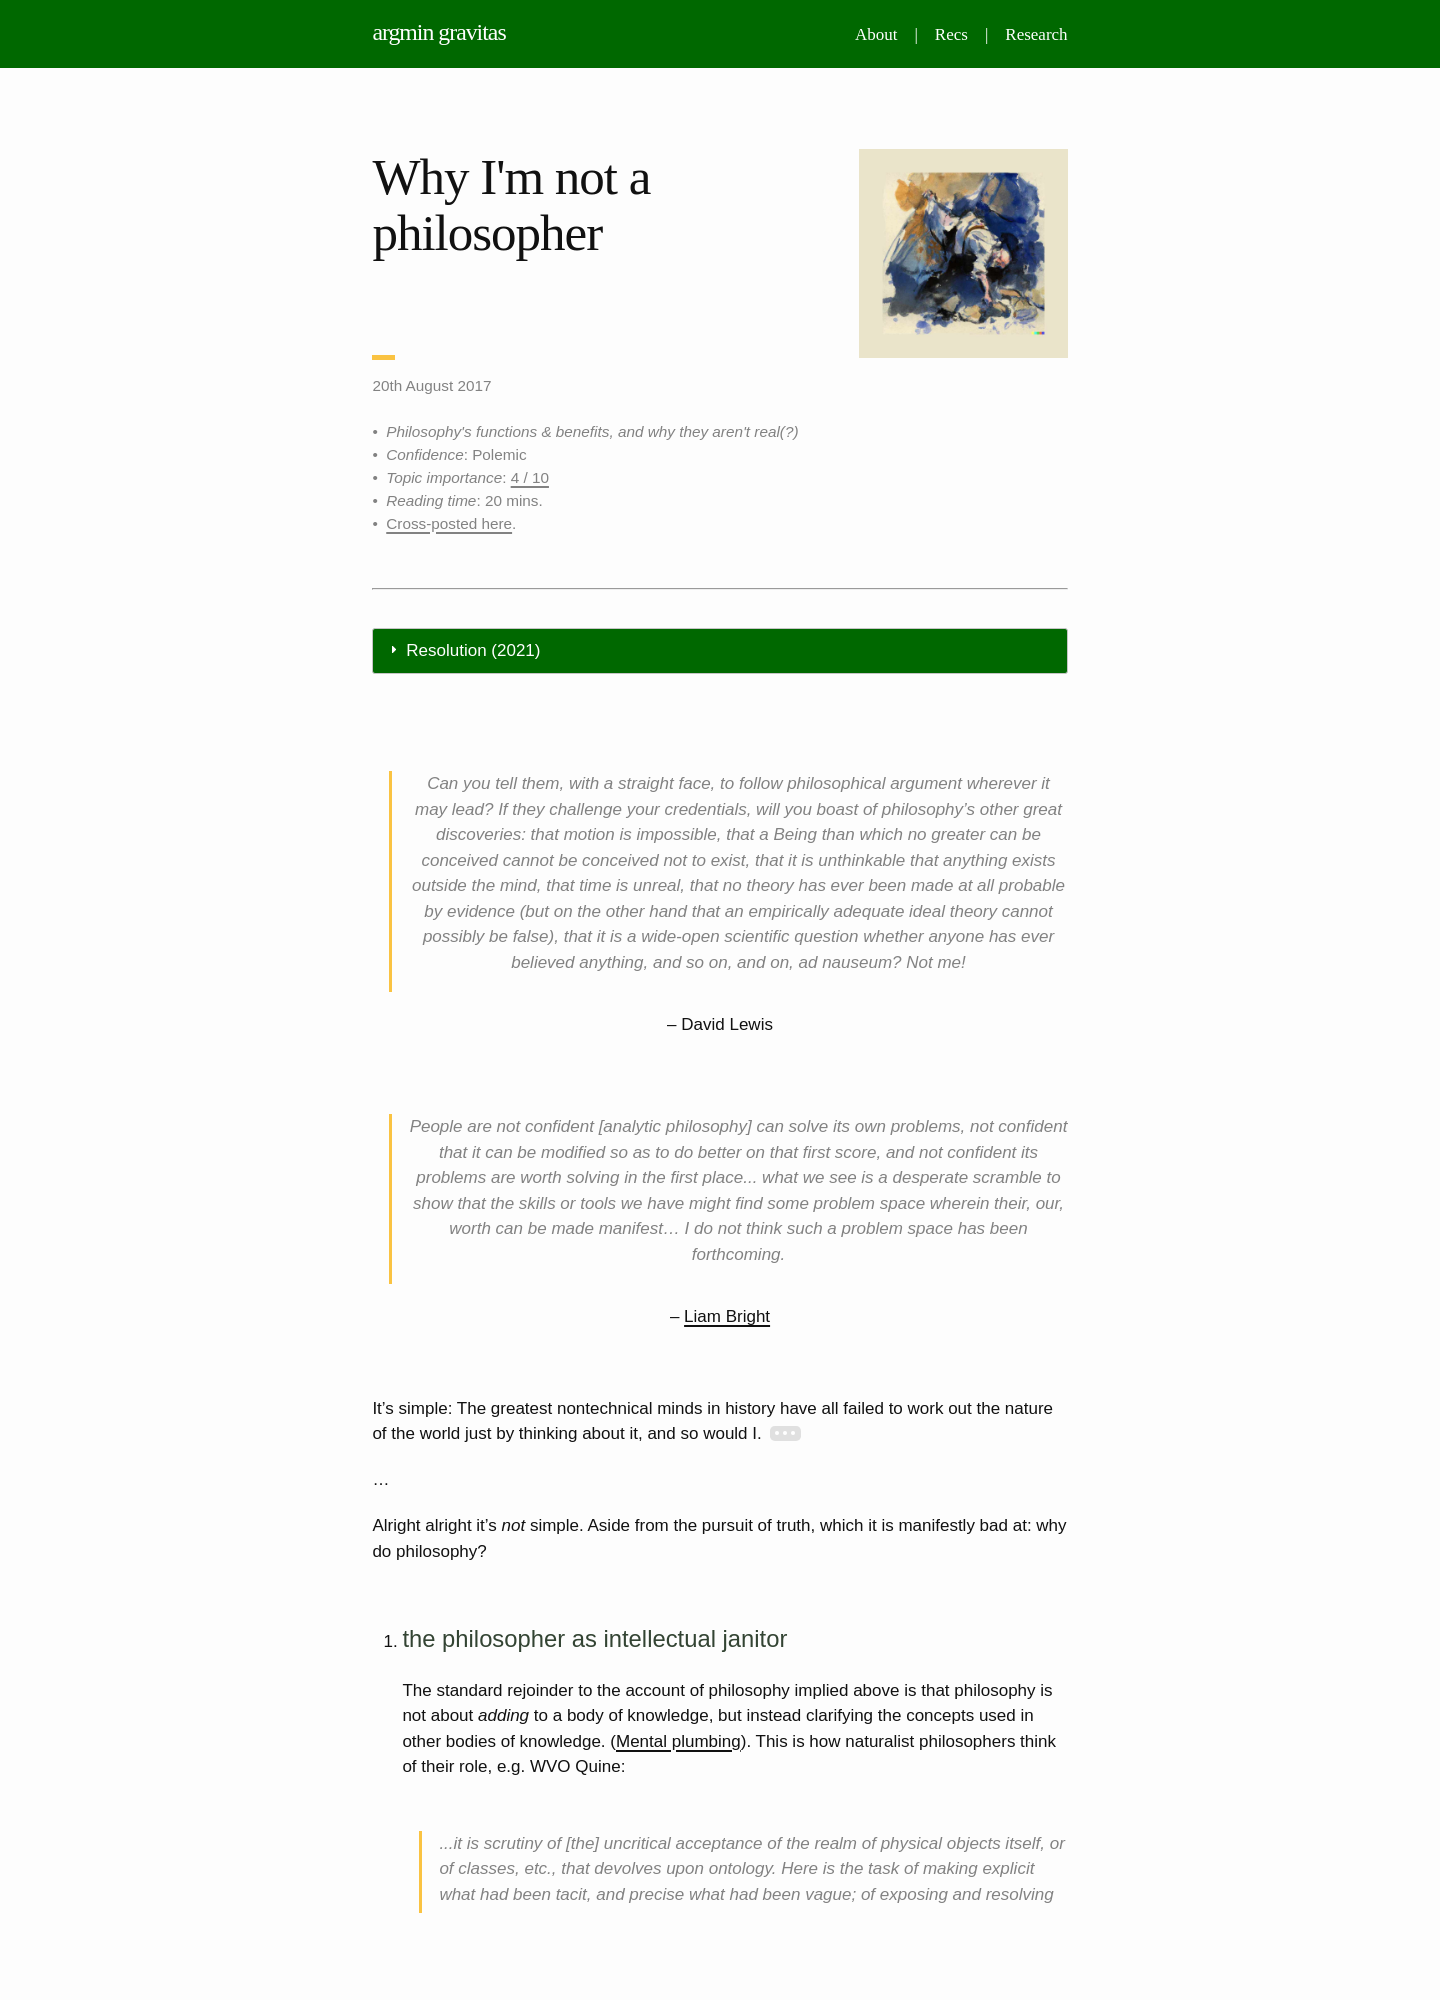 argmin gravitas
About | Recs | Research
Why I'm not a
philosopher
20th August 2017
• Philosophy's functions & benefits, and why they aren't real(?)
• Confidence: Polemic
• Topic importance: 4 / 10
• Reading time: 20 mins.
• Cross-posted here.
Resolution (2021)
Can you tell them, with a straight face, to follow philosophical argument wherever it
may lead? If they challenge your credentials, will you boast of philosophy’s other great
discoveries: that motion is impossible, that a Being than which no greater can be
conceived cannot be conceived not to exist, that it is unthinkable that anything exists
outside the mind, that time is unreal, that no theory has ever been made at all probable
by evidence (but on the other hand that an empirically adequate ideal theory cannot
possibly be false), that it is a wide-open scientific question whether anyone has ever
believed anything, and so on, and on, ad nauseum? Not me!
– David Lewis
People are not confident [analytic philosophy] can solve its own problems, not confident
that it can be modified so as to do better on that first score, and not confident its
problems are worth solving in the first place... what we see is a desperate scramble to
show that the skills or tools we have might find some problem space wherein their, our,
worth can be made manifest… I do not think such a problem space has been
forthcoming.
– Liam Bright
It’s simple: The greatest nontechnical minds in history have all failed to work out the nature
of the world just by thinking about it, and so would I.
…
Alright alright it’s not simple. Aside from the pursuit of truth, which it is manifestly bad at: why
do philosophy?
1. the philosopher as intellectual janitor
The standard rejoinder to the account of philosophy implied above is that philosophy is
not about adding to a body of knowledge, but instead clarifying the concepts used in
other bodies of knowledge. (Mental plumbing). This is how naturalist philosophers think
of their role, e.g. WVO Quine:
...it is scrutiny of [the] uncritical acceptance of the realm of physical objects itself, or
of classes, etc., that devolves upon ontology. Here is the task of making explicit
what had been tacit, and precise what had been vague; of exposing and resolving